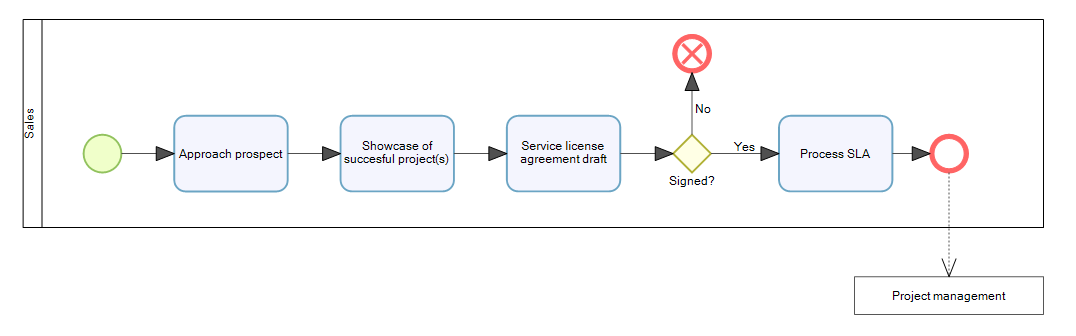 Sales
Approach prospect
Showcase of
succesful project(s)
Service license
agreement draft
Signed?
No
Yes
Process SLA
Project management